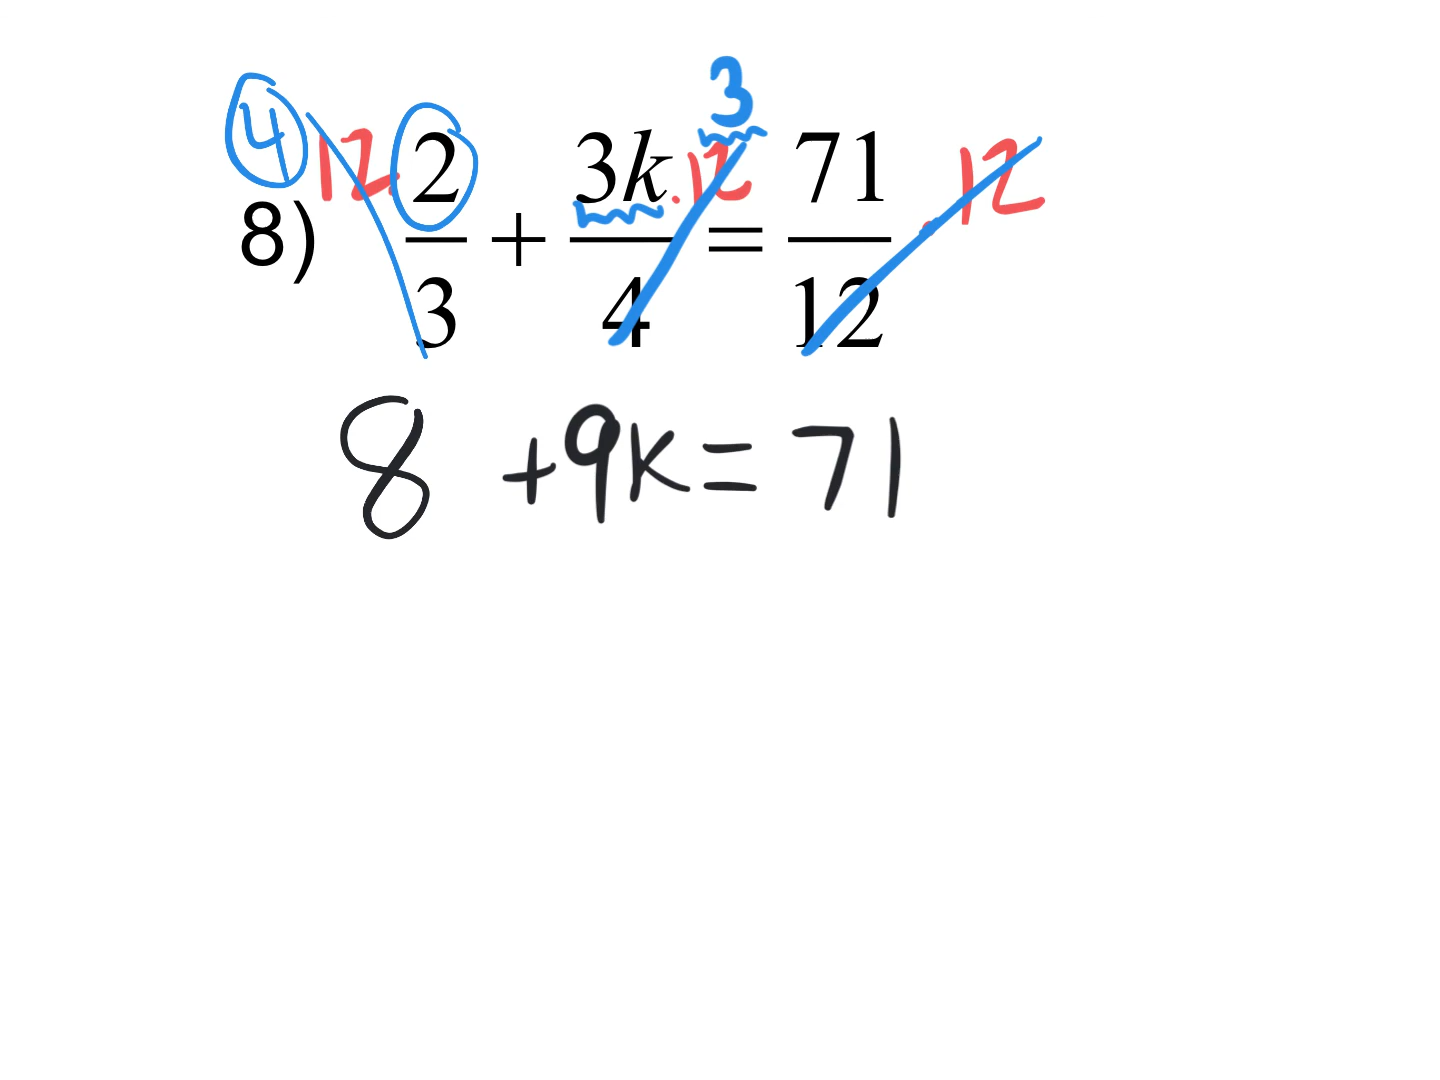 4 12 · 2/3 + 3k/4 · 12 3 = 71/12 · 12
8)
8 + 9k = 71